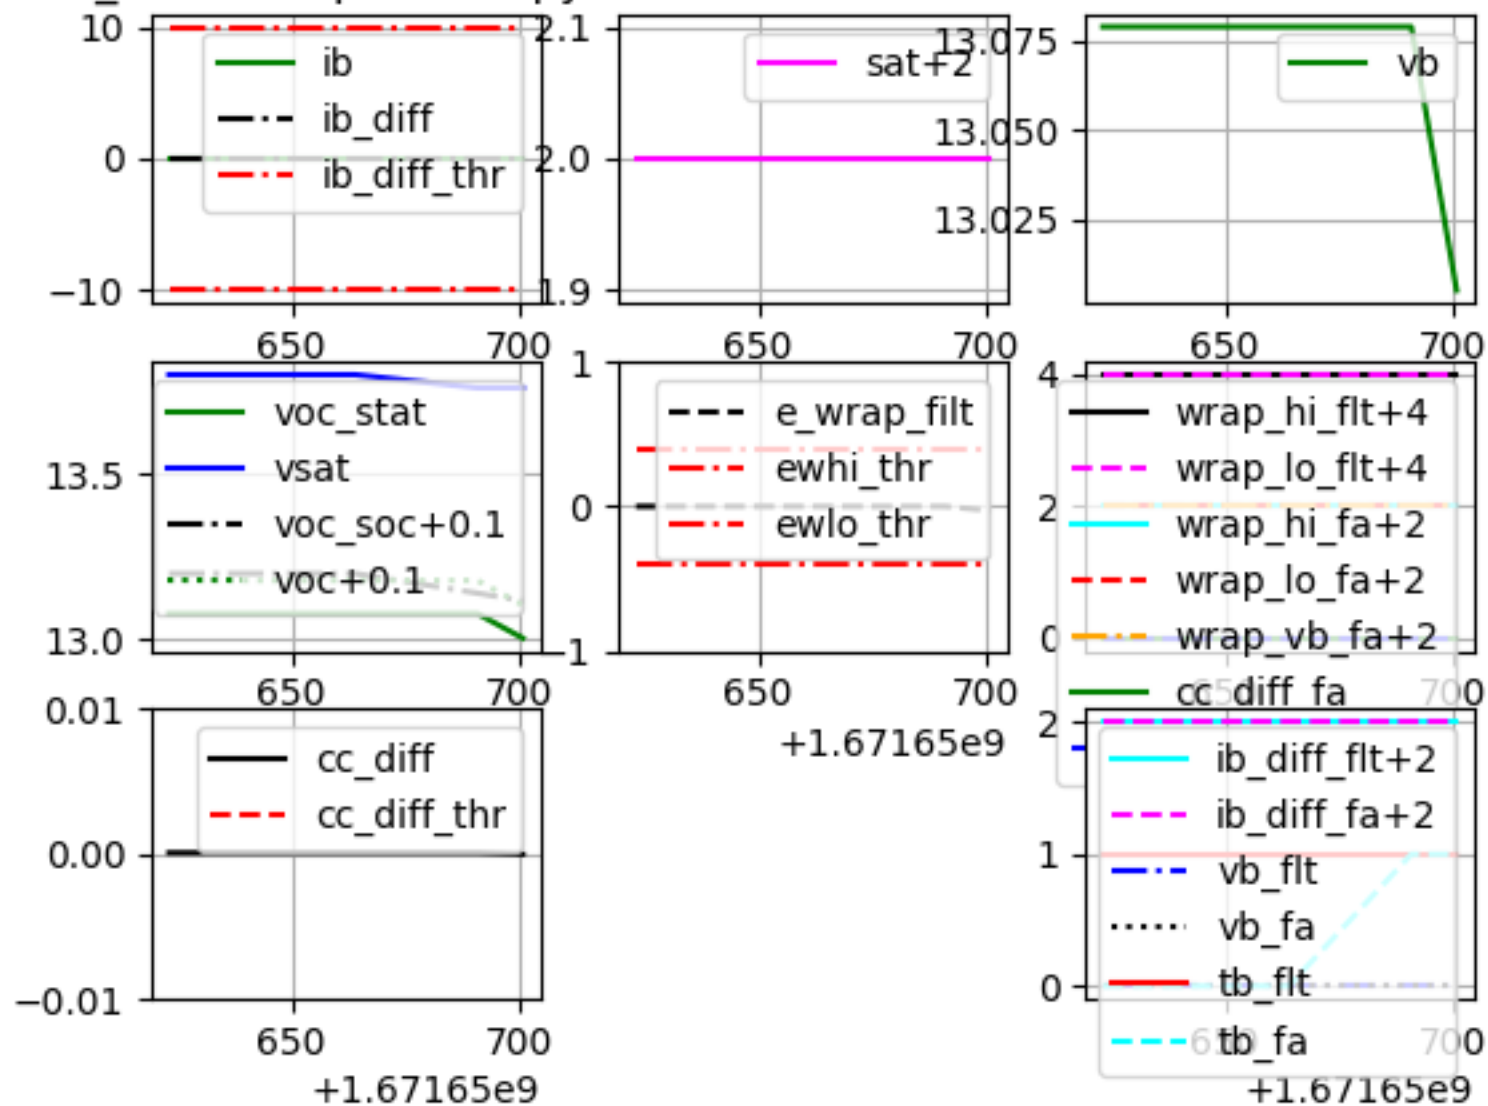 10
ib
ib_diff
0
ib_diff_thr
−10
650
700
2.1
sat+2
2.0
1.9
650
700
13.075
vb
13.050
13.025
650
700
voc_stat
vsat
13.5
voc_soc+0.1
voc+0.1
13.0
650
700
1
e_wrap_filt
ewhi_thr
0
ewlo_thr
−1
650
700
+1.67165e9
4
wrap_hi_flt+4
wrap_lo_flt+4
2
wrap_hi_fa+2
wrap_lo_fa+2
0
wrap_vb_fa+2
cc_diff_fa
650
700
0.01
cc_diff
cc_diff_thr
0.00
−0.01
650
700
+1.67165e9
2
ib_diff_flt+2
ib_diff_fa+2
1
vb_flt
vb_fa
0
tb_flt
tb_fa
650
700
+1.67165e9